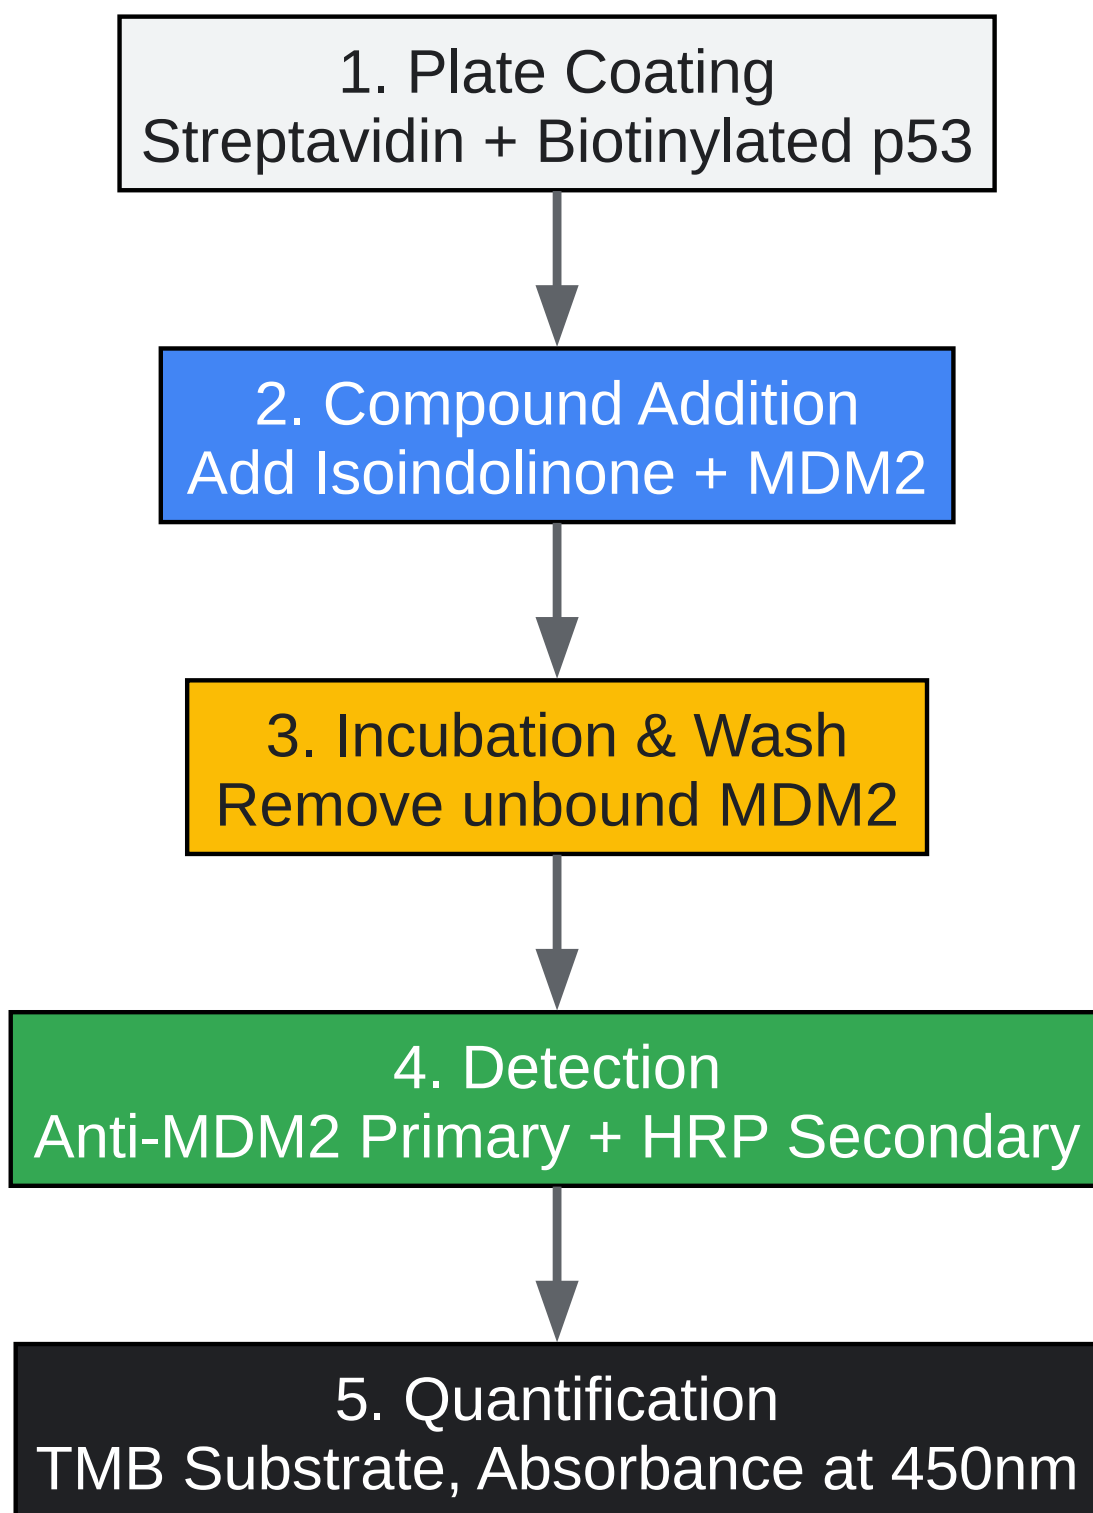 1. Plate Coating
Streptavidin + Biotinylated p53
2. Compound Addition
Add Isoindolinone + MDM2
3. Incubation & Wash
Remove unbound MDM2
4. Detection
Anti-MDM2 Primary + HRP Secondary
5. Quantification
TMB Substrate, Absorbance at 450nm